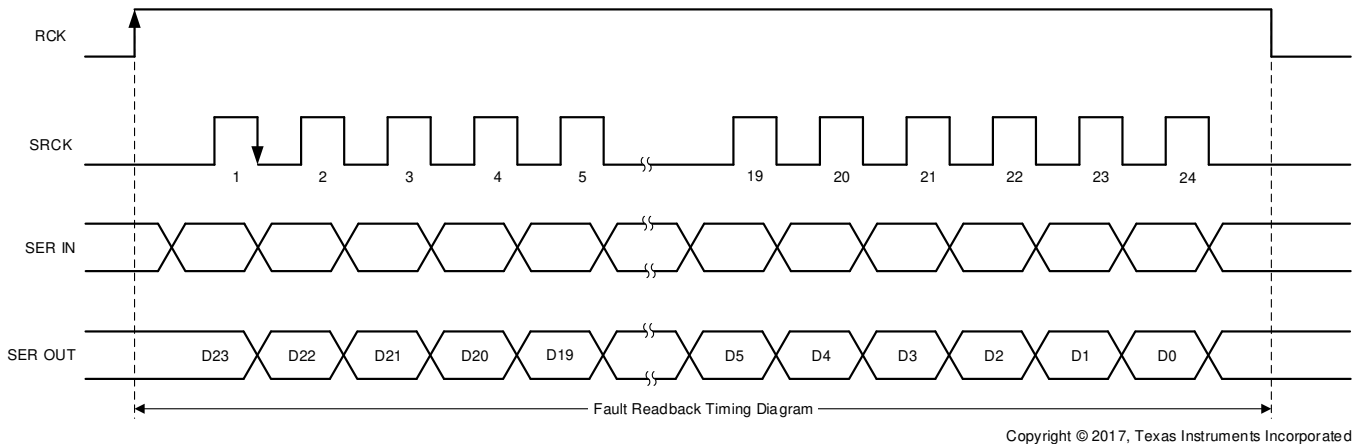 RCK
SRCK
1 2 3 4 5 19 20 21 22 23 24
SER IN
SER OUT
D23 D22 D21 D20 D19 D5 D4 D3 D2 D1 D0
Fault Readback Timing Diagram
Copyright © 2017, Texas Instruments Incorporated